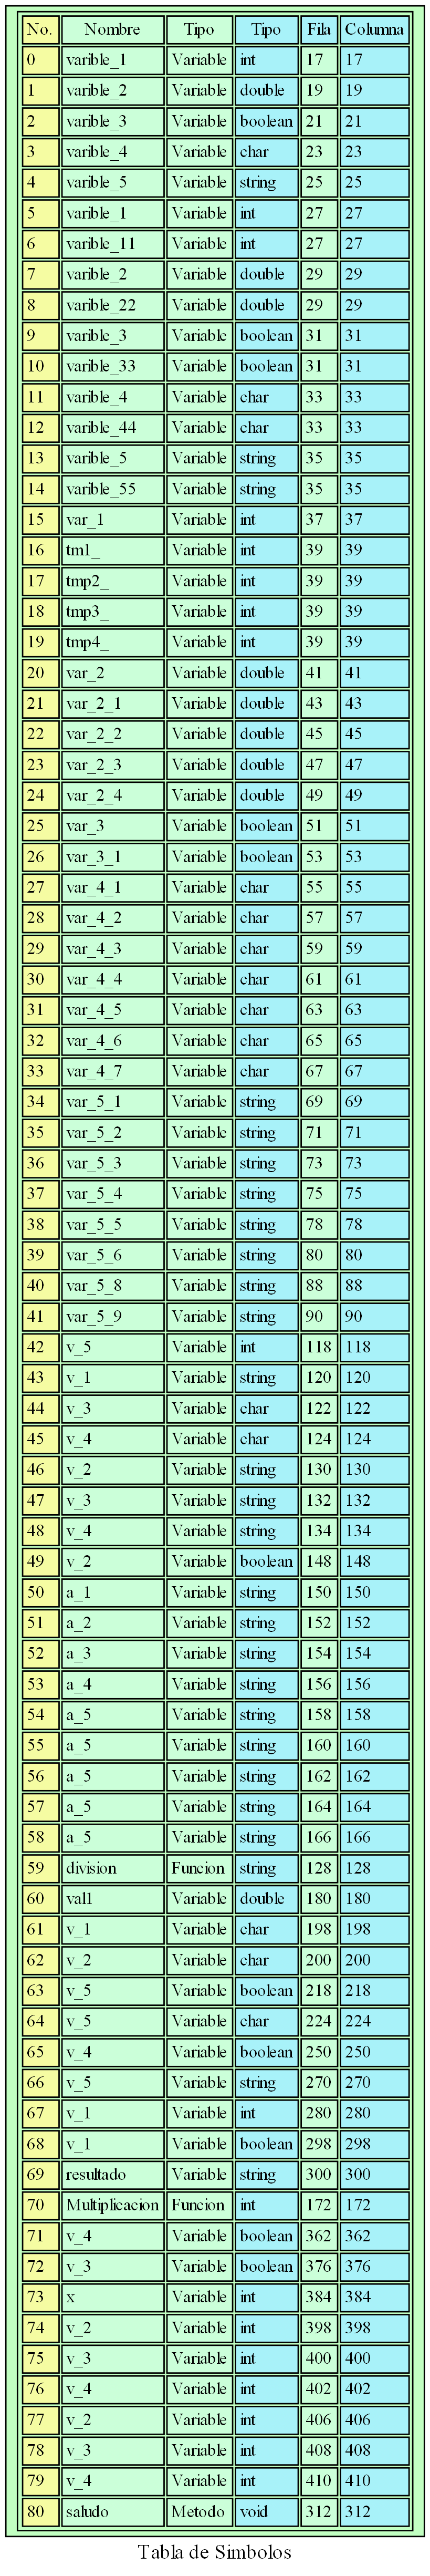 No. Nombre Tipo Tipo Fila Columna
0 varible_1 Variable int 17 17
1 varible_2 Variable double 19 19
2 varible_3 Variable boolean 21 21
3 varible_4 Variable char 23 23
4 varible_5 Variable string 25 25
5 varible_1 Variable int 27 27
6 varible_11 Variable int 27 27
7 varible_2 Variable double 29 29
8 varible_22 Variable double 29 29
9 varible_3 Variable boolean 31 31
10 varible_33 Variable boolean 31 31
11 varible_4 Variable char 33 33
12 varible_44 Variable char 33 33
13 varible_5 Variable string 35 35
14 varible_55 Variable string 35 35
15 var_1 Variable int 37 37
16 tm1_ Variable int 39 39
17 tmp2_ Variable int 39 39
18 tmp3_ Variable int 39 39
19 tmp4_ Variable int 39 39
20 var_2 Variable double 41 41
21 var_2_1 Variable double 43 43
22 var_2_2 Variable double 45 45
23 var_2_3 Variable double 47 47
24 var_2_4 Variable double 49 49
25 var_3 Variable boolean 51 51
26 var_3_1 Variable boolean 53 53
27 var_4_1 Variable char 55 55
28 var_4_2 Variable char 57 57
29 var_4_3 Variable char 59 59
30 var_4_4 Variable char 61 61
31 var_4_5 Variable char 63 63
32 var_4_6 Variable char 65 65
33 var_4_7 Variable char 67 67
34 var_5_1 Variable string 69 69
35 var_5_2 Variable string 71 71
36 var_5_3 Variable string 73 73
37 var_5_4 Variable string 75 75
38 var_5_5 Variable string 78 78
39 var_5_6 Variable string 80 80
40 var_5_8 Variable string 88 88
41 var_5_9 Variable string 90 90
42 v_5 Variable int 118 118
43 v_1 Variable string 120 120
44 v_3 Variable char 122 122
45 v_4 Variable char 124 124
46 v_2 Variable string 130 130
47 v_3 Variable string 132 132
48 v_4 Variable string 134 134
49 v_2 Variable boolean 148 148
50 a_1 Variable string 150 150
51 a_2 Variable string 152 152
52 a_3 Variable string 154 154
53 a_4 Variable string 156 156
54 a_5 Variable string 158 158
55 a_5 Variable string 160 160
56 a_5 Variable string 162 162
57 a_5 Variable string 164 164
58 a_5 Variable string 166 166
59 division Funcion string 128 128
60 val1 Variable double 180 180
61 v_1 Variable char 198 198
62 v_2 Variable char 200 200
63 v_5 Variable boolean 218 218
64 v_5 Variable char 224 224
65 v_4 Variable boolean 250 250
66 v_5 Variable string 270 270
67 v_1 Variable int 280 280
68 v_1 Variable boolean 298 298
69 resultado Variable string 300 300
70 Multiplicacion Funcion int 172 172
71 v_4 Variable boolean 362 362
72 v_3 Variable boolean 376 376
73 x Variable int 384 384
74 v_2 Variable int 398 398
75 v_3 Variable int 400 400
76 v_4 Variable int 402 402
77 v_2 Variable int 406 406
78 v_3 Variable int 408 408
79 v_4 Variable int 410 410
80 saludo Metodo void 312 312
Tabla de Simbolos